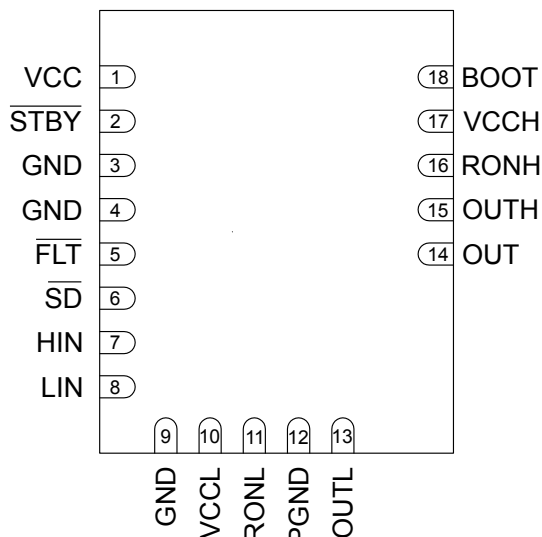 VCC 1
STBY 2
GND 3
GND 4
FLT 5
SD 6
HIN 7
LIN 8
18 BOOT
17 VCCH
16 RONH
15 OUTH
14 OUT
9 10 11 12 13
GND
VCCL
RONL
PGND
OUTL